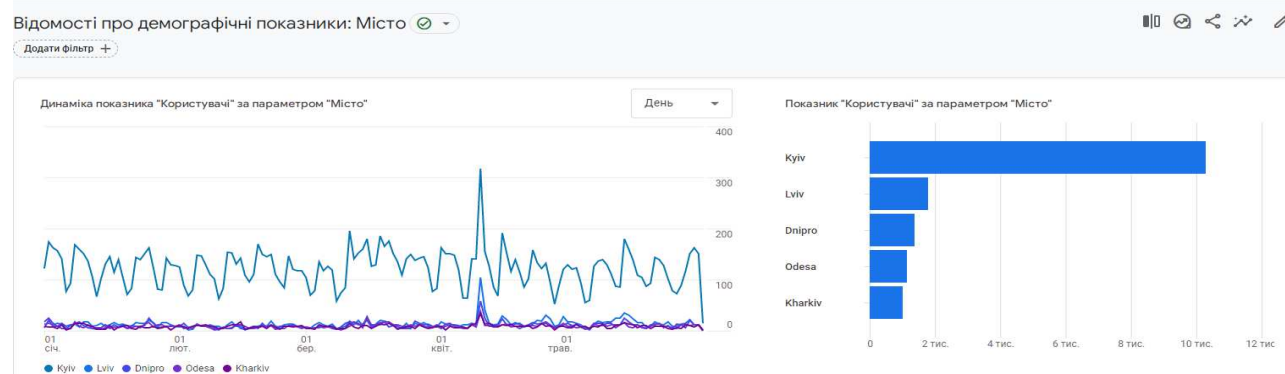 Відомості про демографічні показники: Місто
Додати фільтр +
Динаміка показника "Користувачі" за параметром "Місто"
День
400
300
200
100
0
01 січ.
01 лют.
01 бер.
01 квіт.
01 трав.
Kyiv Lviv Dnipro Odesa Kharkiv
Показник "Користувачі" за параметром "Місто"
Kyiv
Lviv
Dnipro
Odesa
Kharkiv
0 2 тис. 4 тис. 6 тис. 8 тис. 10 тис. 12 тис